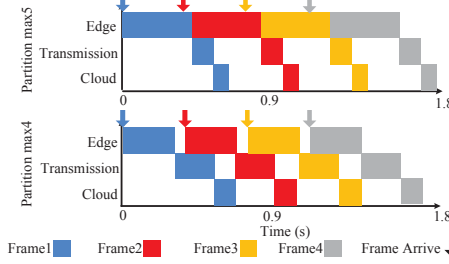 Partition max5
Edge
Transmission
Cloud
0 0.9 1.8
Partition max4
Edge
Transmission
Cloud
0 0.9 1.8
Time (s)
Frame1 Frame2 Frame3 Frame4 Frame Arrive